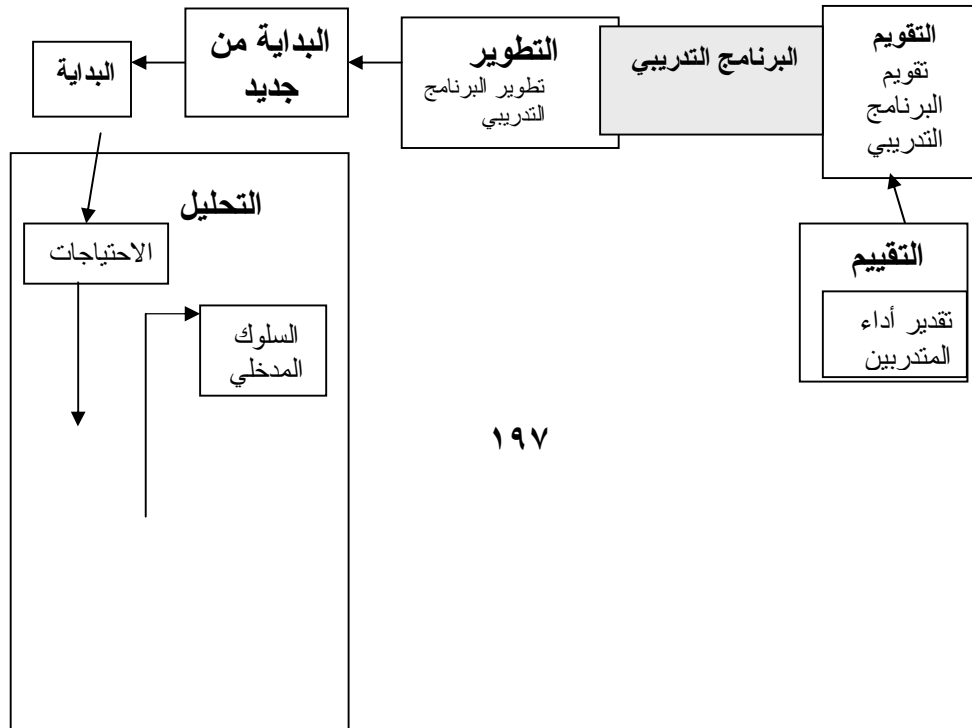 التقويم
تقويم
البرنامج
التدريبي
البرنامج التدريبي
التطوير
تطوير البرنامج
التدريبي
البداية من
جديد
البداية
التحليل
الاحتياجات
السلوك
المدخلي
التقييم
تقدير أداء
المتدربين
١٩٧